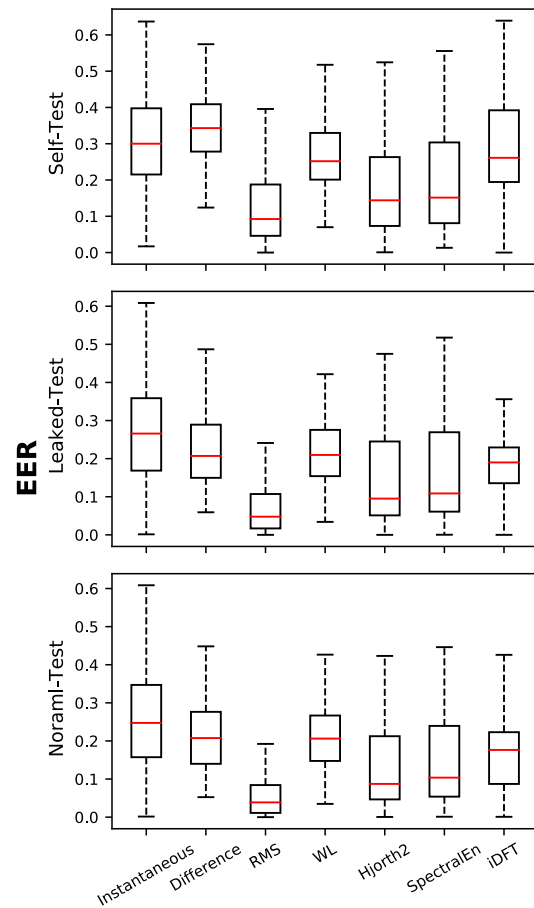 EER
Self-Test
0.6
0.5
0.4
0.3
0.2
0.1
0.0
Leaked-Test
0.6
0.5
0.4
0.3
0.2
0.1
0.0
Noraml-Test
0.6
0.5
0.4
0.3
0.2
0.1
0.0
Instantaneous
Difference
RMS
WL
Hjorth2
SpectralEn
iDFT